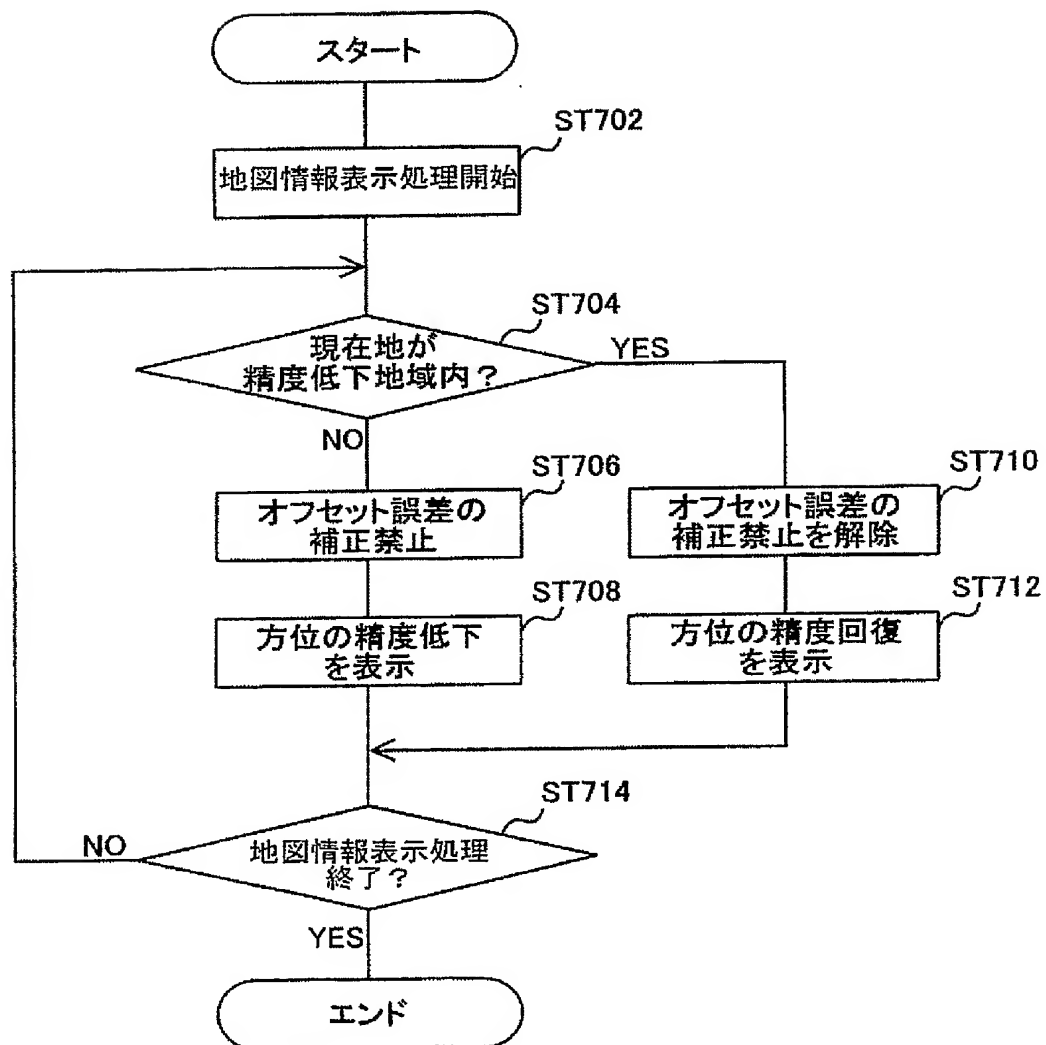 スタート
ST702
地図情報表示処理開始
ST704
現在地が
精度低下地域内？
YES
NO
ST706
オフセット誤差の
補正禁止
ST710
オフセット誤差の
補正禁止を解除
ST708
方位の精度低下
を表示
ST712
方位の精度回復
を表示
ST714
地図情報表示処理
終了？
NO
YES
エンド